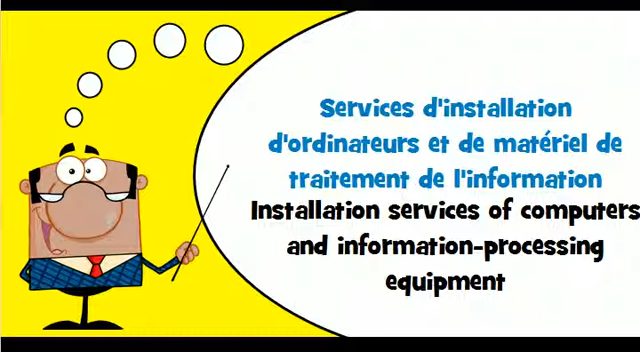 Services d'installation
d'ordinateurs et de matériel de
traitement de l'information
Installation services of computers
and information-processing
equipment